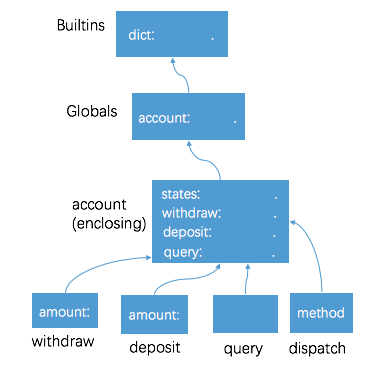 Builtins
dict: .
Globals
account: .
account
(enclosing)
states: .
withdraw: .
deposit: .
query: .
amount:
amount:
method
withdraw
deposit
query
dispatch